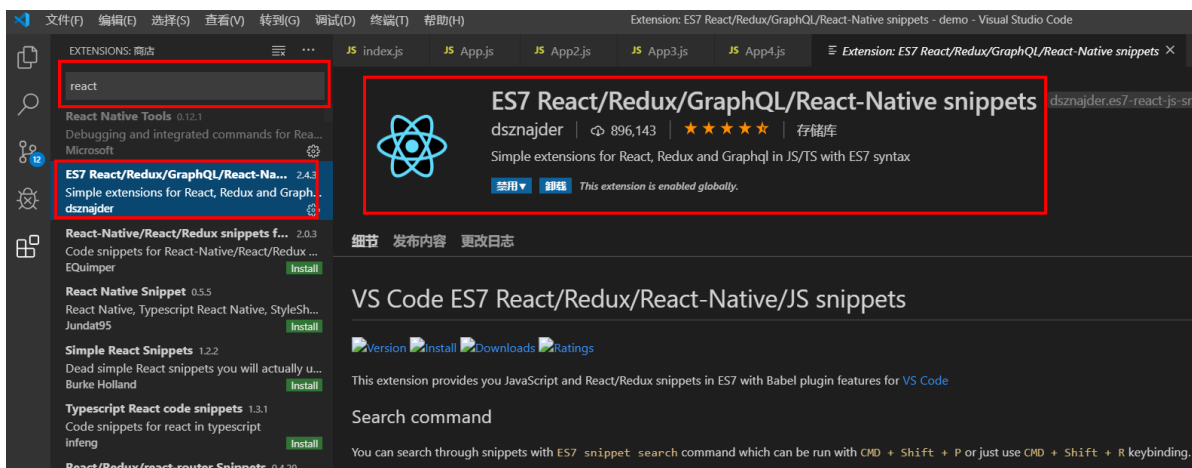 文件(F) 编辑(E) 选择(S) 查看(V) 转到(G) 调试(D) 终端(T) 帮助(H) Extension: ES7 React/Redux/GraphQL/React-Native snippets - demo - Visual Studio Code
EXTENSIONS: 商店
react
React Native Tools 0.12.1
Debugging and integrated commands for Rea...
Microsoft
ES7 React/Redux/GraphQL/React-Na... 2.4.3
Simple extensions for React, Redux and Graph...
dsznajder
React-Native/React/Redux snippets f... 2.0.3
Code snippets for React-Native/React/Redux ...
EQuimper Install
React Native Snippet 0.5.5
React Native, Typescript React Native, StyleSh...
Jundat95 Install
Simple React Snippets 1.2.2
Dead simple React snippets you will actually u...
Burke Holland Install
Typescript React code snippets 1.3.1
Code snippets for react in typescript
infeng Install
React/Redux/react-router Snippets
12
JS index.js JS App.js JS App2.js JS App3.js JS App4.js Extension: ES7 React/Redux/GraphQL/React-Native snippets ×
ES7 React/Redux/GraphQL/React-Native snippets dsznajder.es7-react-js-sn
dsznajder 896,143 存储库
Simple extensions for React, Redux and Graphql in JS/TS with ES7 syntax
禁用 卸载 This extension is enabled globally.
细节 发布内容 更改日志
VS Code ES7 React/Redux/React-Native/JS snippets
Version Install Downloads Ratings
This extension provides you JavaScript and React/Redux snippets in ES7 with Babel plugin features for VS Code
Search command
You can search through snippets with ES7 snippet search command which can be run with CMD + Shift + P or just use CMD + Shift + R keybinding.